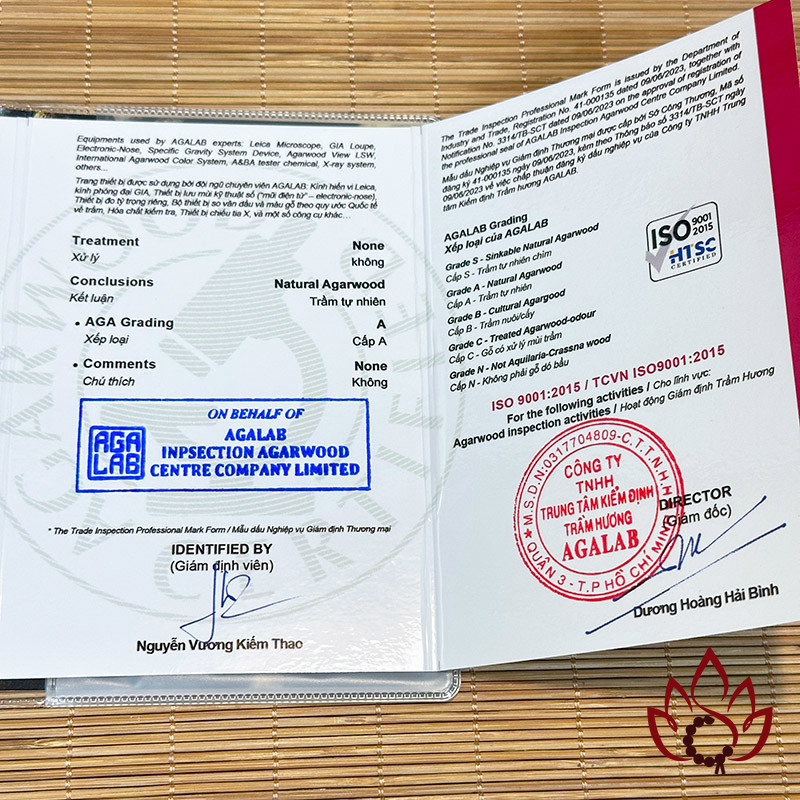 Equipments used by AGALAB experts: Leica Microscope, GIA Loupe,
Electronic-Nose, Specific Gravity System Device, Agarwood View LSW,
International Agarwood Color System, A&BA tester chemical, X-ray system,
others...
Trang thiết bị được sử dụng bởi đội ngũ chuyên viên AGALAB: Kính hiển vi Leica,
kính phóng đại GIA, Thiết bị lưu mùi kỹ thuật số ("mũi điện tử" – electronic-nose),
Thiết bị đo tỷ trọng riêng, Bộ thiết bị so vân dầu và màu gỗ theo quy ước Quốc tế
về trầm, Hóa chất kiểm tra, Thiết bị chiếu tia X, và một số công cụ khác...
Treatment None
Xử lý không
Conclusions Natural Agarwood
Kết luận Trầm tự nhiên
• AGA Grading A
Xếp loại Cấp A
• Comments None
Chú thích Không
ON BEHALF OF
AGALAB
INPSECTION AGARWOOD
CENTRE COMPANY LIMITED
AGA
LAB
* The Trade Inspection Professional Mark Form / Mẫu dấu Nghiệp vụ Giám định Thương mại
IDENTIFIED BY
(Giám định viên)
Nguyễn Vương Kiếm Thao
The Trade Inspection Professional Mark Form is issued by the Department of
Industry and Trade, Registration No. 41-000135 dated 09/06/2023, together with
Notification No. 3314/TB-SCT dated 09/06/2023 on the approval of registration of
the professional seal of AGALAB Inspection Agarwood Centre Company Limited.
Mẫu dấu Nghiệp vụ Giám định Thương mại được cấp bởi Sở Công Thương, Mã số
đăng ký 41-000135 ngày 09/06/2023, kèm theo Thông báo số 3314/TB-SCT ngày
09/06/2023 về việc chấp thuận đăng ký dấu nghiệp vụ của Công ty TNHH Trung
tâm Kiểm định Trầm hương AGALAB.
AGALAB Grading
Xếp loại của AGALAB
Grade S - Sinkable Natural Agarwood
Cấp S - Trầm tự nhiên chìm
Grade A - Natural Agarwood
Cấp A - Trầm tự nhiên
Grade B - Cultural Agargood
Cấp B - Trầm nuôi/cấy
Grade C - Treated Agarwood-odour
Cấp C - Gỗ có xử lý mùi trầm
Grade N - Not Aquilaria-Crassna wood
Cấp N - Không phải gỗ dó bầu
ISO 9001
2015
HTSC
CERTIFIED
ISO 9001:2015 / TCVN ISO9001:2015
For the following activities / Cho lĩnh vực:
Agarwood inspection activities / Hoạt động Giám định Trầm Hương
M.S.D.N:0317704809-C.T.T.N.H.H
CÔNG TY
TNHH
TRUNG TÂM KIỂM ĐỊNH
TRẦM HƯƠNG
AGALAB
QUẬN 3 - T.P HỒ CHÍ MINH
DIRECTOR
(Giám đốc)
Dương Hoàng Hải Bình